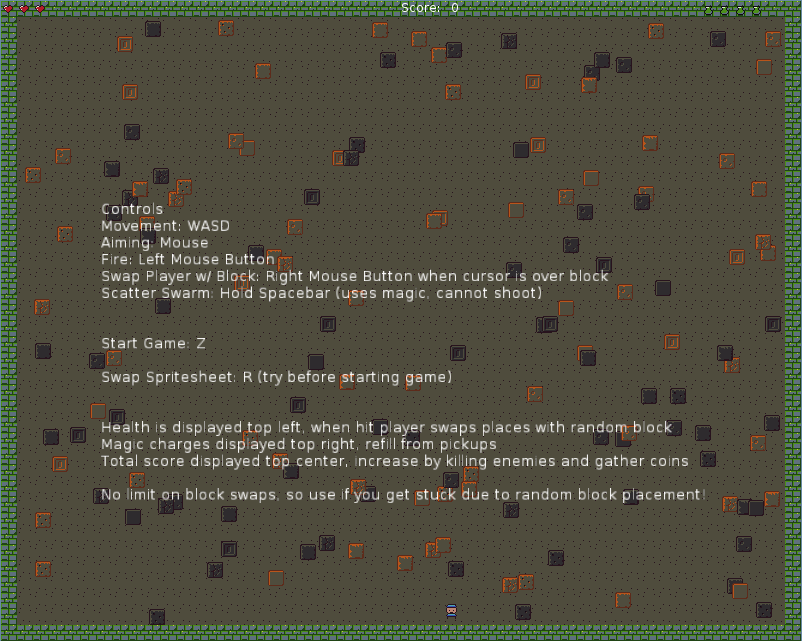 Score: 0
Controls
Movement: WASD
Aiming: Mouse
Fire: Left Mouse Button
Swap Player w/ Block: Right Mouse Button when cursor is over block
Scatter Swarm: Hold Spacebar (uses magic, cannot shoot)
Start Game: Z
Swap Spritesheet: R (try before starting game)
Health is displayed top left, when hit player swaps places with random block
Magic charges displayed top right, refill from pickups
Total score displayed top center, increase by killing enemies and gather coins
No limit on block swaps, so use if you get stuck due to random block placement!